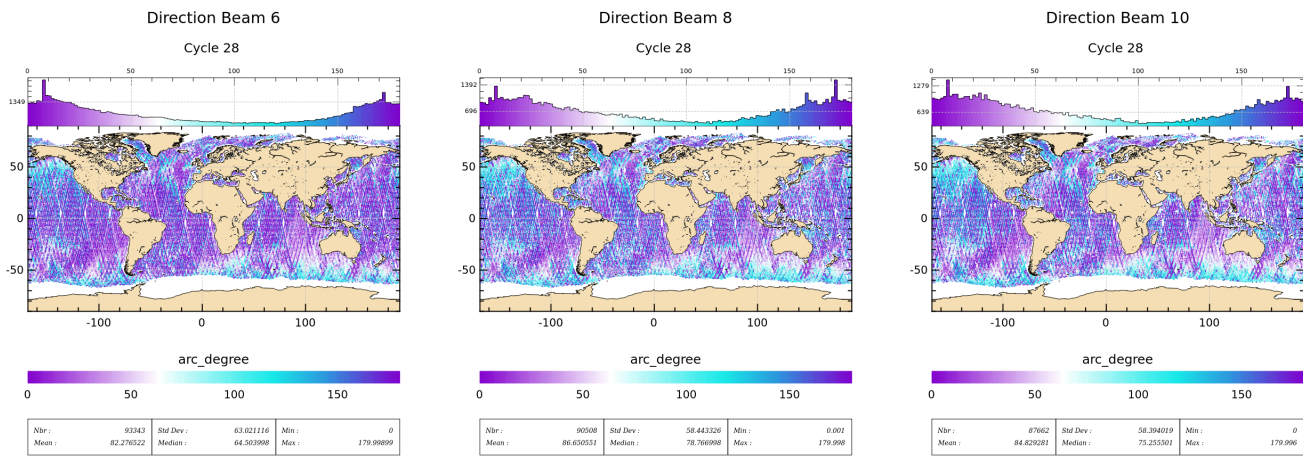 Direction Beam 6
Cycle 28
0 50 100 150
1349
50
0
-50
-100 0 100
arc_degree
0 50 100 150
Nbr : 93343 Std Dev : 63.021116 Min : 0
Mean : 82.276522 Median : 64.503998 Max : 179.99899
Direction Beam 8
Cycle 28
0 50 100 150
1392
696
50
0
-50
-100 0 100
arc_degree
0 50 100 150
Nbr : 90508 Std Dev : 58.443326 Min : 0.001
Mean : 86.650551 Median : 78.766998 Max : 179.998
Direction Beam 10
Cycle 28
0 50 100 150
1279
639
50
0
-50
-100 0 100
arc_degree
0 50 100 150
Nbr : 87662 Std Dev : 58.394019 Min : 0
Mean : 84.829281 Median : 75.255501 Max : 179.996